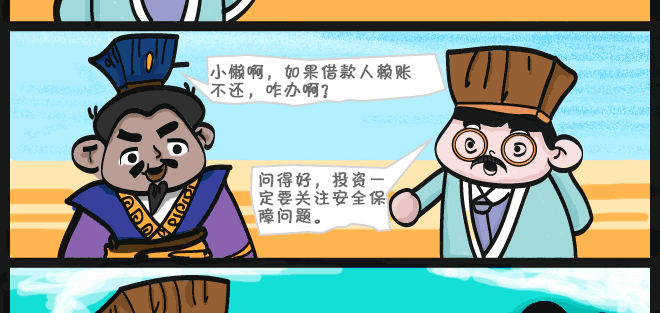 小懒啊，如果借款人赖账
不还，咋办啊？
问得好，投资一
定要关注安全保
障问题。